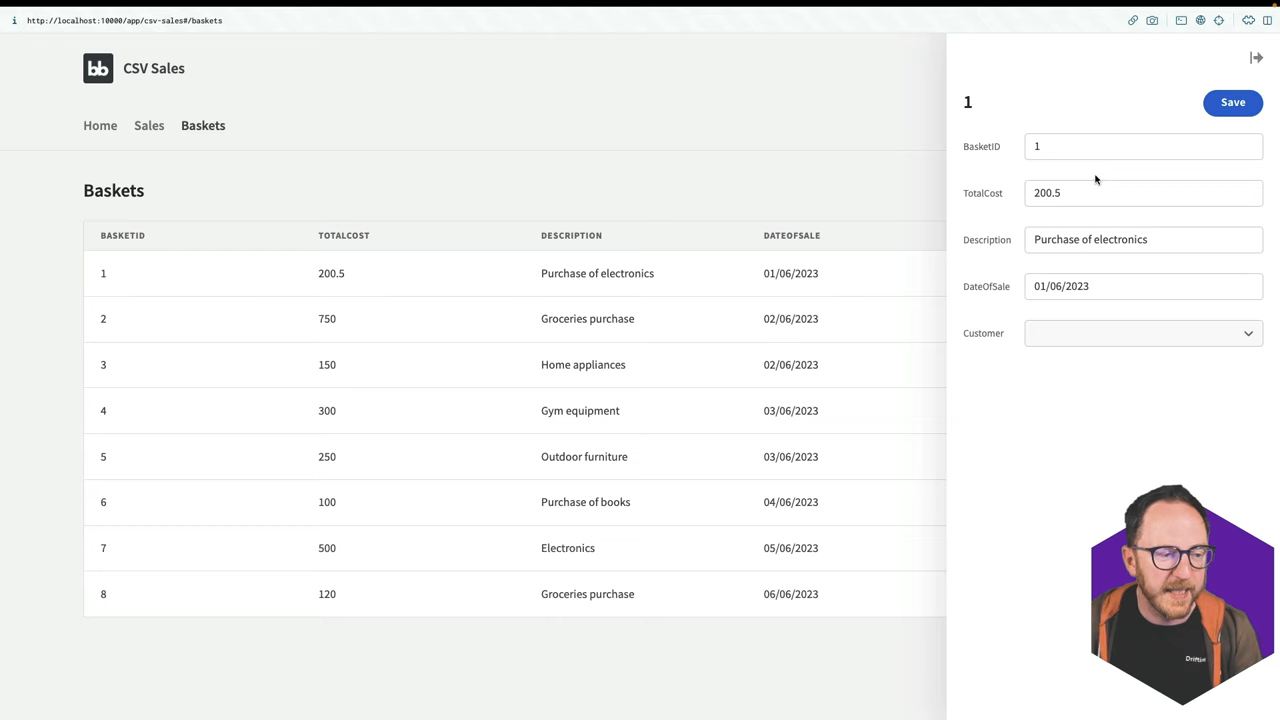 http://localhost:10000/app/csv-sales#/baskets
bb CSV Sales
Home Sales Baskets
Baskets
BASKETID TOTALCOST DESCRIPTION DATEOFSALE
1 200.5 Purchase of electronics 01/06/2023
2 750 Groceries purchase 02/06/2023
3 150 Home appliances 02/06/2023
4 300 Gym equipment 03/06/2023
5 250 Outdoor furniture 03/06/2023
6 100 Purchase of books 04/06/2023
7 500 Electronics 05/06/2023
8 120 Groceries purchase 06/06/2023
1 Save
BasketID 1
TotalCost 200.5
Description Purchase of electronics
DateOfSale 01/06/2023
Customer